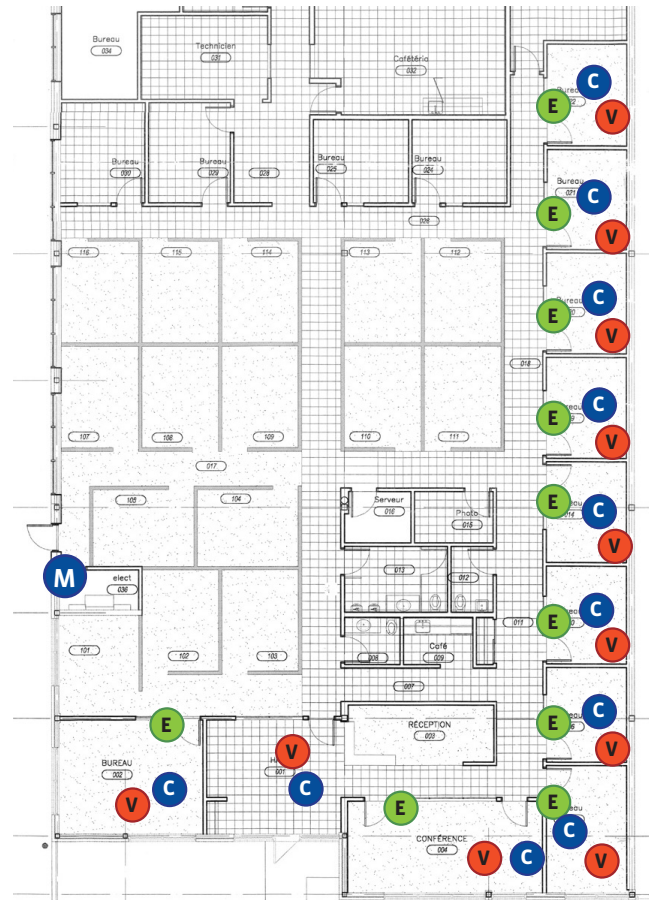 Bureau
034
Technicien
031
Cafétéria
032
C
E
V
Bureau
030
Bureau
029
028
Bureau
025
Bureau
024
Bureau
021
C
E
V
026
116
115
114
113
112
C
E
V
018
107
108
109
110
111
C
E
V
017
105
104
Serveur
016
Photo
015
E
014
C
V
M
elect
036
013
012
101
102
103
008
Café
009
011
C
E
V
007
RÉCEPTION
003
C
E
V
E
BUREAU
002
C
V
V
001
C
E
CONFÉRENCE
004
V
C
E
C
V